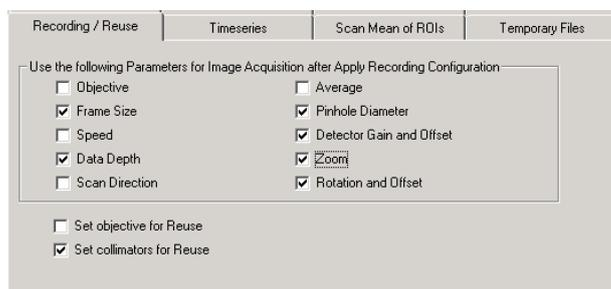 Recording / Reuse Timeseries Scan Mean of ROIs Temporary Files
Use the following Parameters for Image Acquisition after Apply Recording Configuration
Objective Average
Frame Size Pinhole Diameter
Speed Detector Gain and Offset
Data Depth Zoom
Scan Direction Rotation and Offset
Set objective for Reuse
Set collimators for Reuse